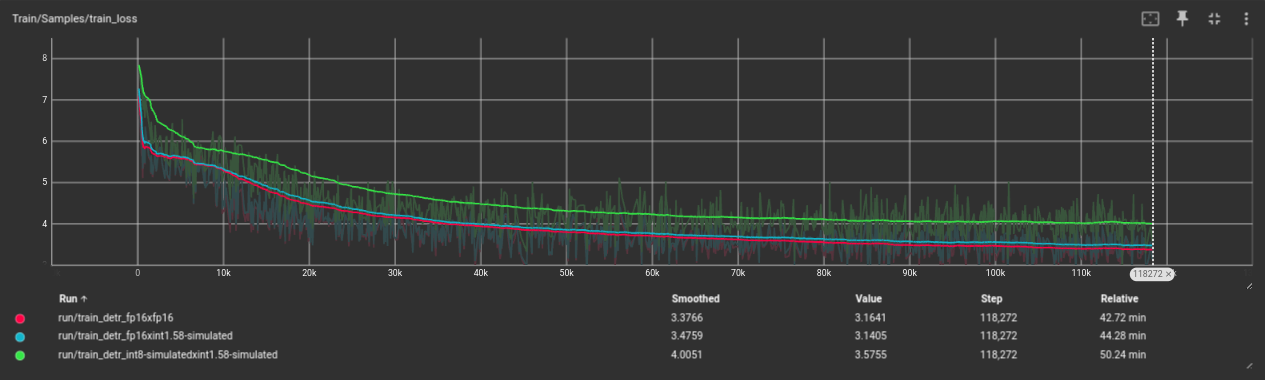 Train/Samples/train_loss
8
7
6
5
4
0 10k 20k 30k 40k 50k 60k 70k 80k 90k 100k 110k
118272 ×
Run ↑ Smoothed Value Step Relative
run/train_detr_fp16xfp16 3.3766 3.1641 118,272 42.72 min
run/train_detr_fp16xint1.58-simulated 3.4759 3.1405 118,272 44.28 min
run/train_detr_int8-simulatedxint1.58-simulated 4.0051 3.5755 118,272 50.24 min